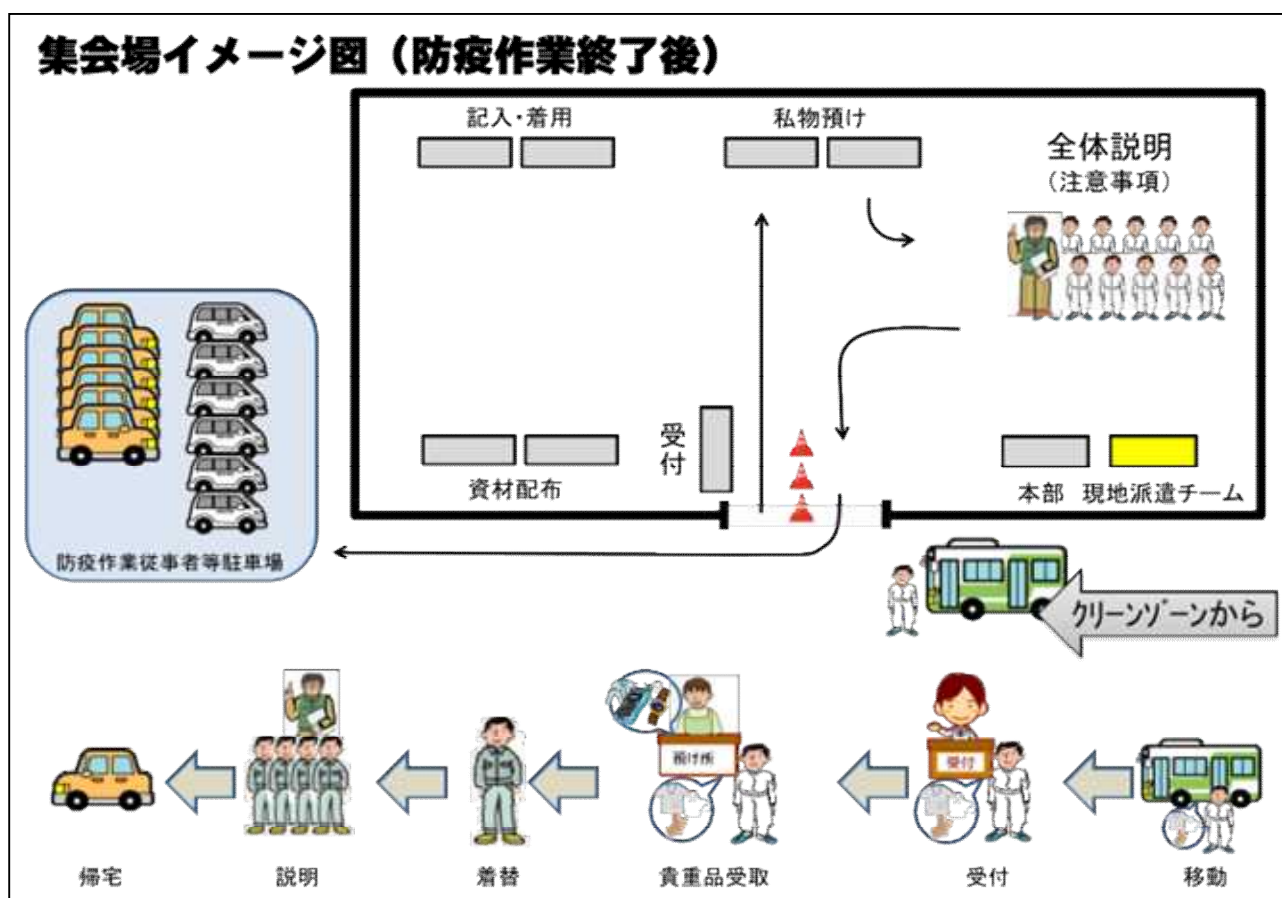 集会場イメージ図（防疫作業終了後）
記入・着用
私物預け
全体説明
（注意事項）
受付
資材配布
本部
現地派遣チーム
防疫作業従事者等駐車場
クリーンゾーンから
預け所
受付
帰宅
説明
着替
貴重品受取
受付
移動